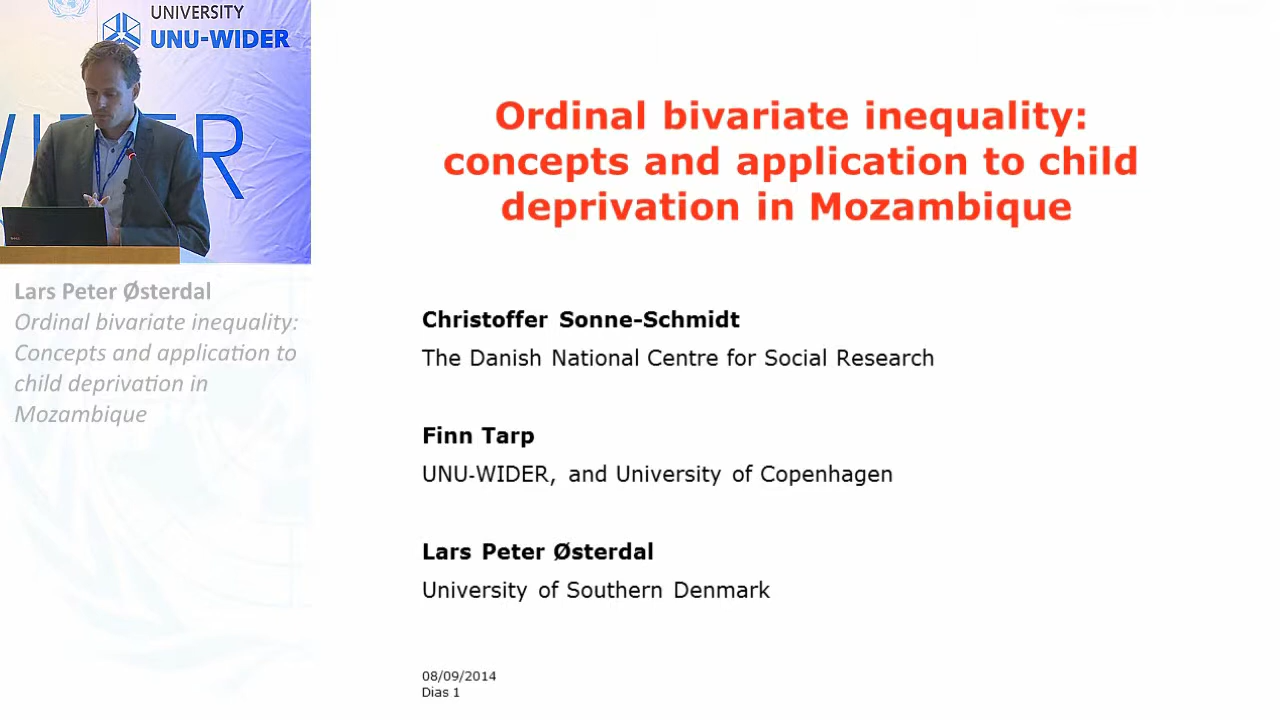 UNIVERSITY
UNU-WIDER
WIDER
Lars Peter Østerdal
Ordinal bivariate inequality:
Concepts and application to
child deprivation in
Mozambique
Ordinal bivariate inequality:
concepts and application to child
deprivation in Mozambique
Christoffer Sonne-Schmidt
The Danish National Centre for Social Research
Finn Tarp
UNU-WIDER, and University of Copenhagen
Lars Peter Østerdal
University of Southern Denmark
08/09/2014
Dias 1